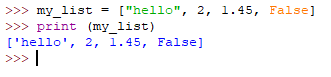 >>> my_list = ["hello", 2, 1.45, False]
>>> print (my_list)
['hello', 2, 1.45, False]
>>>